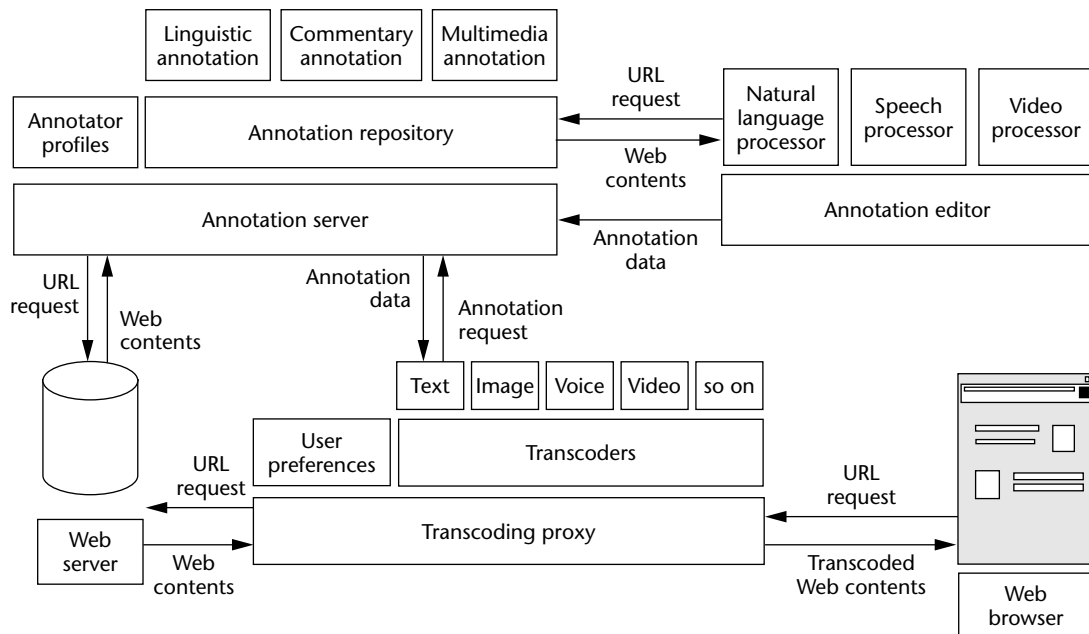 Linguistic
annotation
Commentary
annotation
Multimedia
annotation
Annotator
profiles
Annotation repository
URL
request
Web
contents
Natural
language
processor
Speech
processor
Video
processor
Annotation server
Annotation
data
Annotation editor
URL
request
Web
contents
Annotation
data
Annotation
request
Text
Image
Voice
Video
so on
User
preferences
Transcoders
URL
request
URL
request
Web
server
Web
contents
Transcoding proxy
Transcoded
Web contents
Web
browser